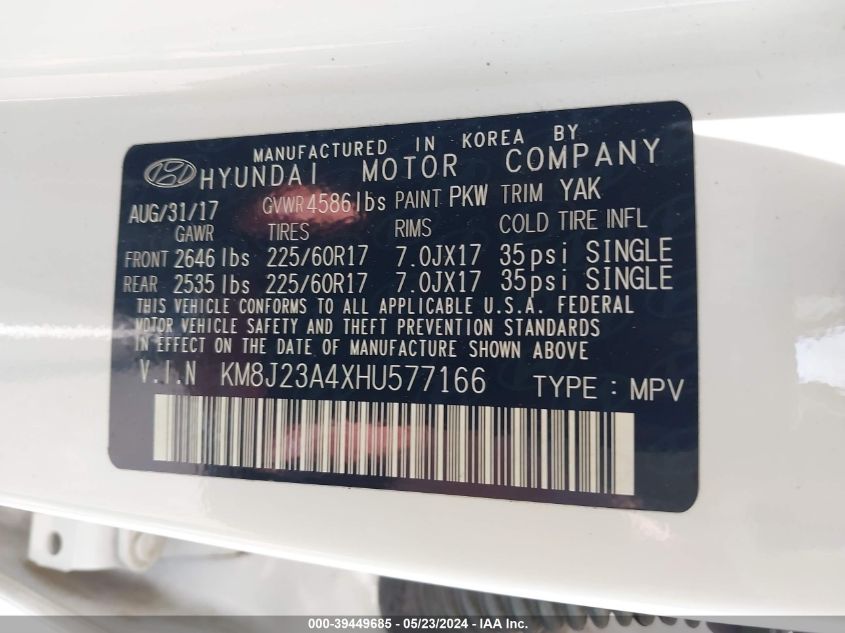 MANUFACTURED IN KOREA BY
HYUNDAI MOTOR COMPANY
AUG/31/17 GVWR 4586 lbs PAINT PKW TRIM YAK
GAWR TIRES RIMS COLD TIRE INFL
FRONT 2646 lbs 225/60R17 7.0JX17 35psi SINGLE
REAR 2535 lbs 225/60R17 7.0JX17 35psi SINGLE
THIS VEHICLE CONFORMS TO ALL APPLICABLE U.S.A. FEDERAL
MOTOR VEHICLE SAFETY AND THEFT PREVENTION STANDARDS
IN EFFECT ON THE DATE OF MANUFACTURE SHOWN ABOVE
V.I.N KM8J23A4XHU577166 TYPE : MPV
000-39449685 - 05/23/2024 - IAA Inc.